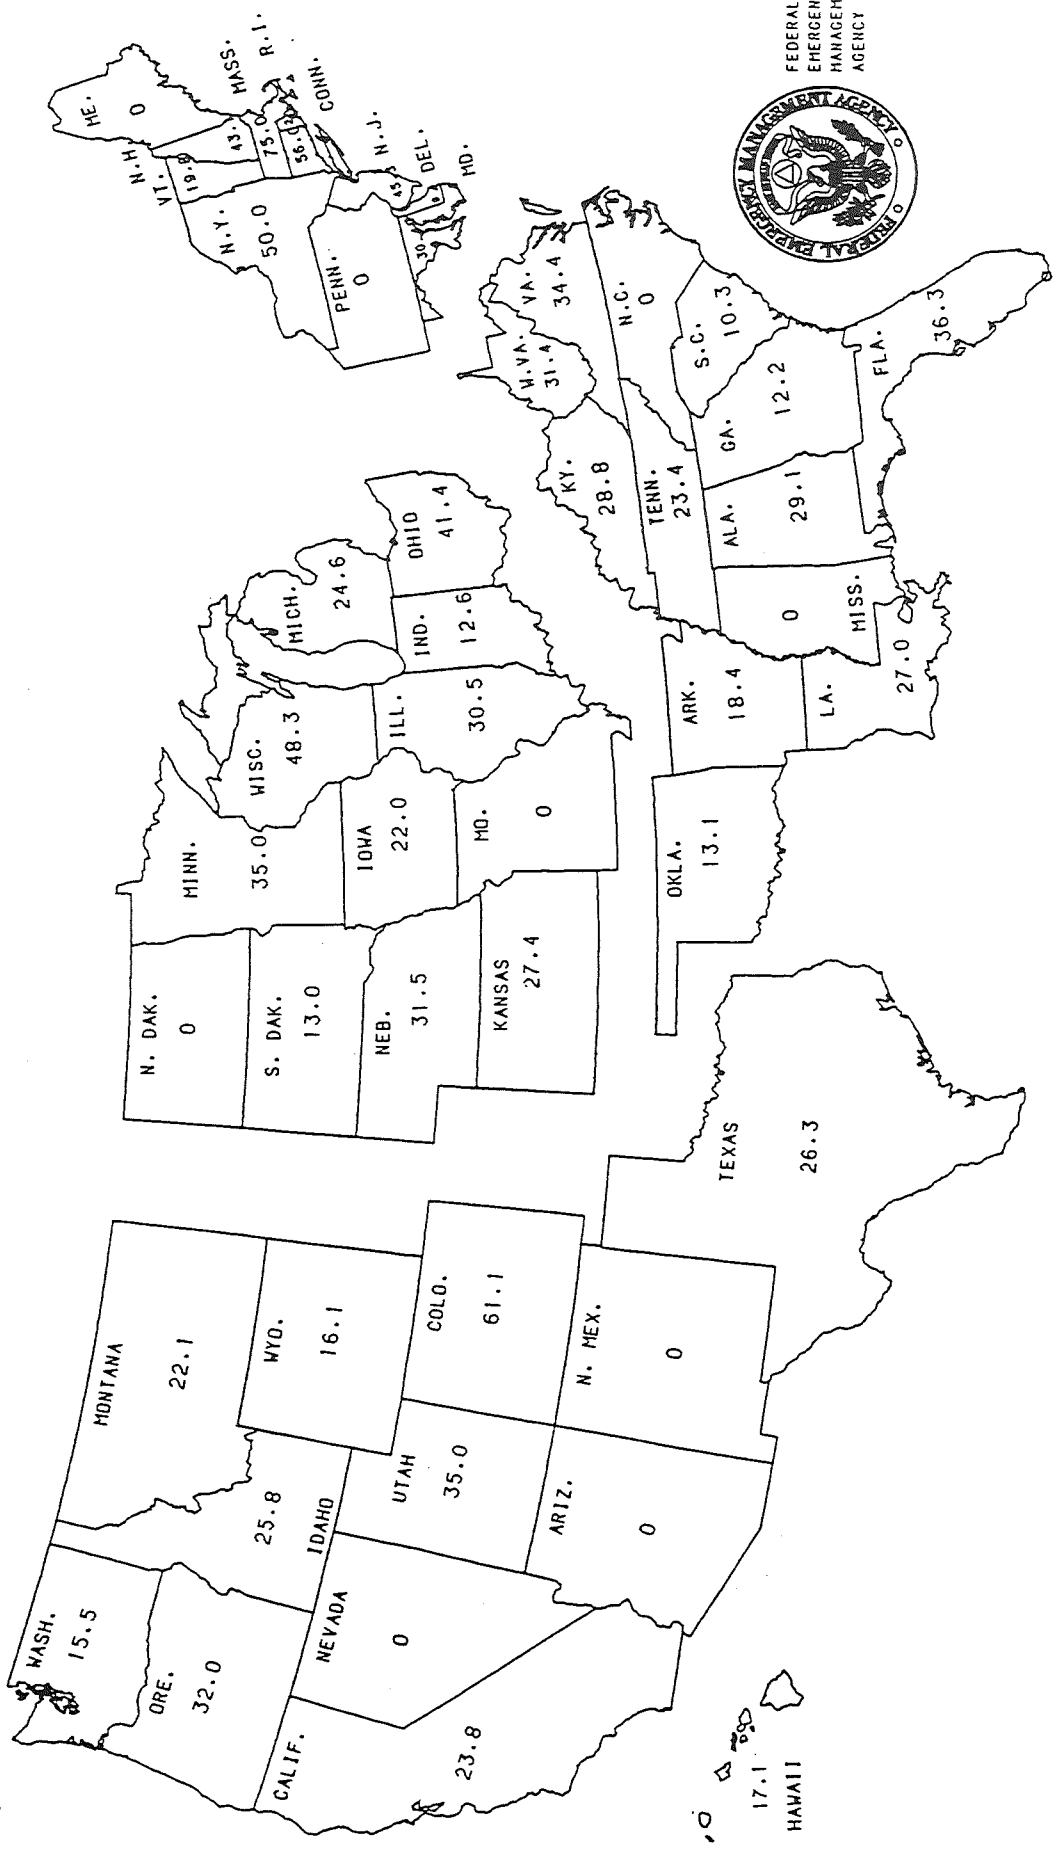 WASH.
15.5
ORE.
32.0
CALIF.
23.8
NEVADA
0
IDAHO
25.8
MONTANA
22.1
WYO.
16.1
UTAH
35.0
COLO.
61.1
ARIZ.
0
N. MEX.
0
17.1
HAWAII
N. DAK.
0
S. DAK.
13.0
NEB.
31.5
KANSAS
27.4
MINN.
35.0
IOWA
22.0
MO.
0
WISC.
48.3
ILL.
30.5
MICH.
24.6
IND.
12.6
OHIO
41.4
TEXAS
26.3
OKLA.
13.1
ARK.
18.4
LA.
27.0
MISS.
0
ALA.
29.1
TENN.
23.4
KY.
28.8
GA.
12.2
FLA.
36.3
S.C.
10.3
N.C.
0
VA.
34.4
W.VA.
31.4
ME.
0
N.H
43.
VT.
N.Y.
50.0
MASS.
75.0
R.I.
CONN.
56.
PENN.
0
N.J.
45
DEL.
MD.
30
FEDERAL EMERGENCY MANAGEMENT AGENCY
FEDERAL
EMERGEN
MANAGEM
AGENCY